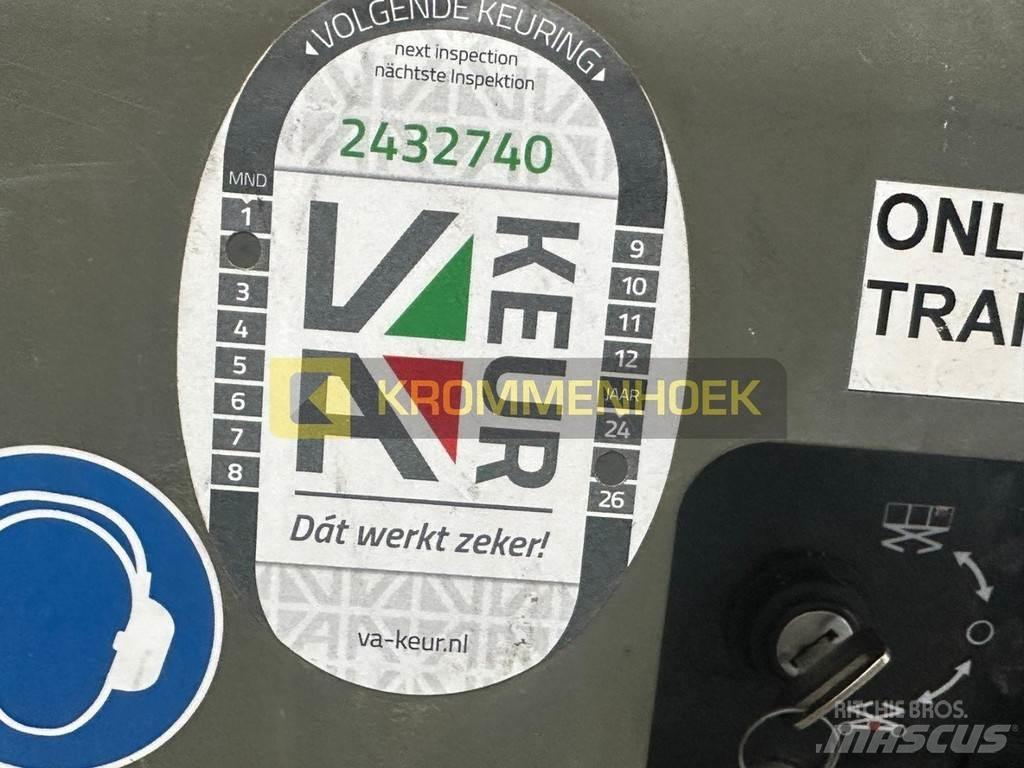 VOLGENDE KEURING
next inspection
nächtste Inspektion
2432740
MND
1
3
4
5
6
7
8
9
10
11
12
JAAR
24
26
VA
KEUR
Dát werkt zeker!
va-keur.nl
KROMMENHOEK
ONL
RITCHIE BROS.
MASCUS